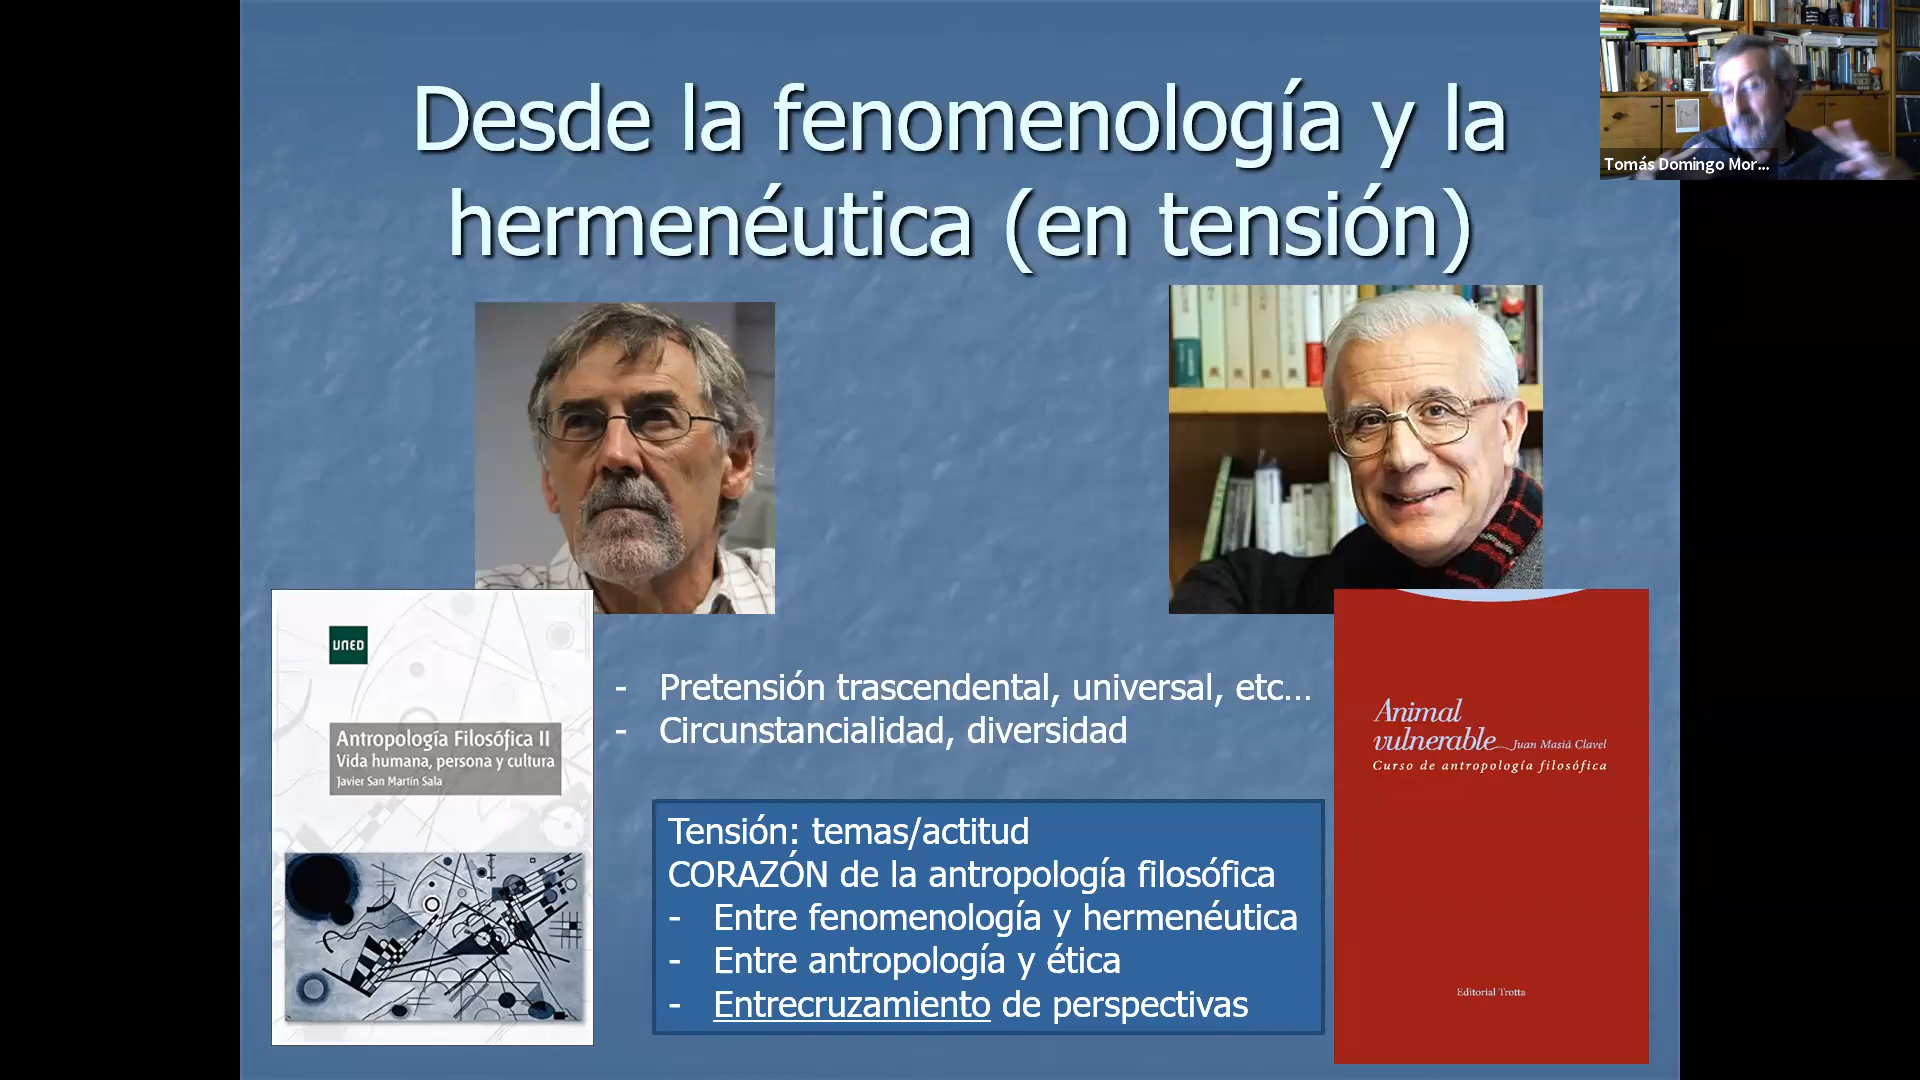 Desde la fenomenología y la
hermenéutica (en tensión)
Tomás Domingo Mor...
UNED
Antropología Filosófica II
Vida humana, persona y cultura
Javier San Martín Sala
- Pretensión trascendental, universal, etc...
- Circunstancialidad, diversidad
Tensión: temas/actitud
CORAZÓN de la antropología filosófica
- Entre fenomenología y hermenéutica
- Entre antropología y ética
- Entrecruzamiento de perspectivas
Animal
vulnerable Juan Masiá Clavel
Curso de antropología filosófica
Editorial Trotta